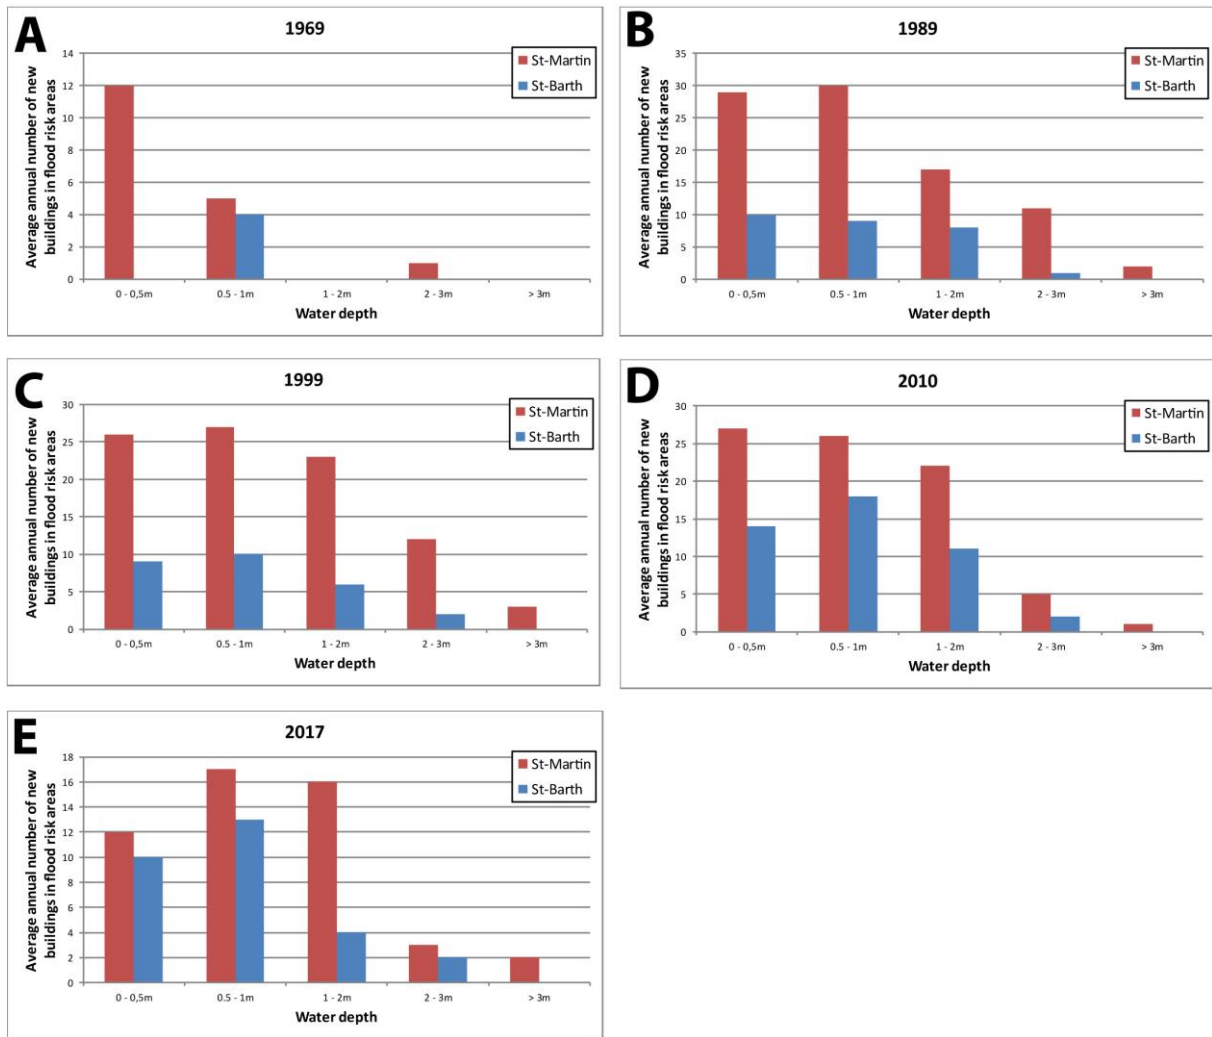 A
1969
St-Martin
St-Barth
Average annual number of new
buildings in flood risk areas
14
12
10
8
6
4
2
0
0 - 0,5m
0.5 - 1m
1 - 2m
2 - 3m
> 3m
Water depth
B
1989
St-Martin
St-Barth
Average annual number of new
buildings in flood risk areas
35
30
25
20
15
10
5
0
0 - 0,5m
0.5 - 1m
1 - 2m
2 - 3m
> 3m
Water depth
C
1999
St-Martin
St-Barth
Average annual number of new
buildings in flood risk areas
30
25
20
15
10
5
0
0 - 0,5m
0.5 - 1m
1 - 2m
2 - 3m
> 3m
Water depth
D
2010
St-Martin
St-Barth
Average annual number of new
buildings in flood risk areas
30
25
20
15
10
5
0
0 - 0,5m
0.5 - 1m
1 - 2m
2 - 3m
> 3m
Water depth
E
2017
St-Martin
St-Barth
Average annual number of new
buildings in flood risk areas
18
16
14
12
10
8
6
4
2
0
0 - 0,5m
0.5 - 1m
1 - 2m
2 - 3m
> 3m
Water depth